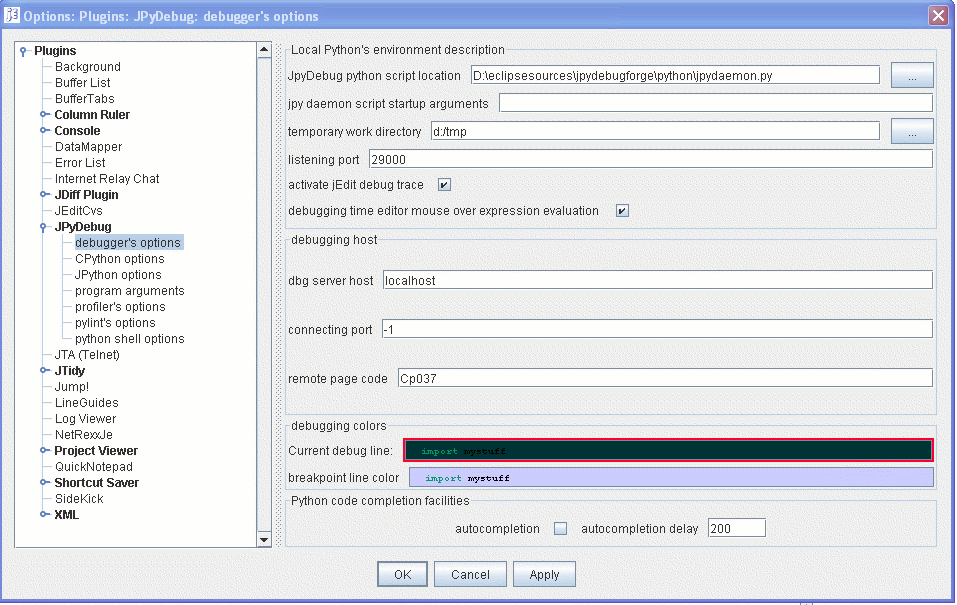 Options: Plugins: JPyDebug: debugger's options
Plugins
Background
Buffer List
BufferTabs
Column Ruler
Console
DataMapper
Error List
Internet Relay Chat
JDiff Plugin
JEditCvs
JPyDebug
debugger's options
CPython options
JPython options
program arguments
profiler's options
pylint's options
python shell options
JTA (Telnet)
JTidy
Jump!
LineGuides
Log Viewer
NetRexxJe
Project Viewer
QuickNotepad
Shortcut Saver
SideKick
XML
Local Python's environment description
JpyDebug python script location D:\eclipsesources\jpydebugforge\python\jpydaemon.py ...
jpy daemon script startup arguments
temporary work directory d:/tmp ...
listening port 29000
activate jEdit debug trace
debugging time editor mouse over expression evaluation
debugging host
dbg server host localhost
connecting port -1
remote page code Cp037
debugging colors
Current debug line: import mystuff
breakpoint line color import mystuff
Python code completion facilities
autocompletion autocompletion delay 200
OK Cancel Apply